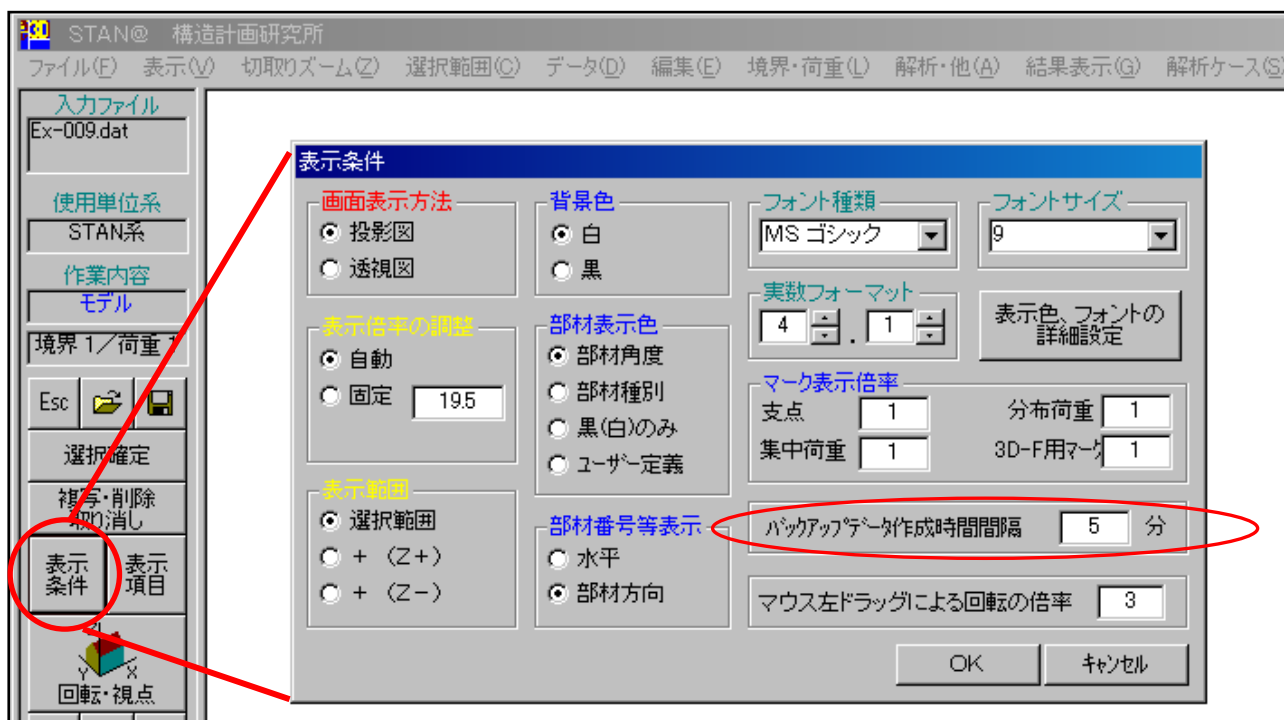 STAN@ 構造計画研究所
ファイル(F) 表示(V) 切取りズーム(Z) 選択範囲(C) データ(D) 編集(E) 境界・荷重(L) 解析・他(A) 結果表示(G) 解析ケース(S)
入力ファイル
Ex-009.dat
使用単位系
STAN系
作業内容
モデル
境界 1／荷重 1
Esc
選択確定
複写・削除
取り消し
表示
条件
表示
項目
Z
Y X
回転・視点
表示条件
画面表示方法
投影図
透視図
表示倍率の調整
自動
固定 19.5
表示範囲
選択範囲
+ (Z+)
+ (Z-)
背景色
白
黒
部材表示色
部材角度
部材種別
黒(白)のみ
ユーザー定義
部材番号等表示
水平
部材方向
フォント種類
MS ゴシック
フォントサイズ
9
実数フォーマット
4 . 1
表示色、フォントの
詳細設定
マーク表示倍率
支点 1 分布荷重 1
集中荷重 1 3D-F用マーク 1
バックアップデータ作成時間間隔 5 分
マウス左ドラッグによる回転の倍率 3
OK キャンセル